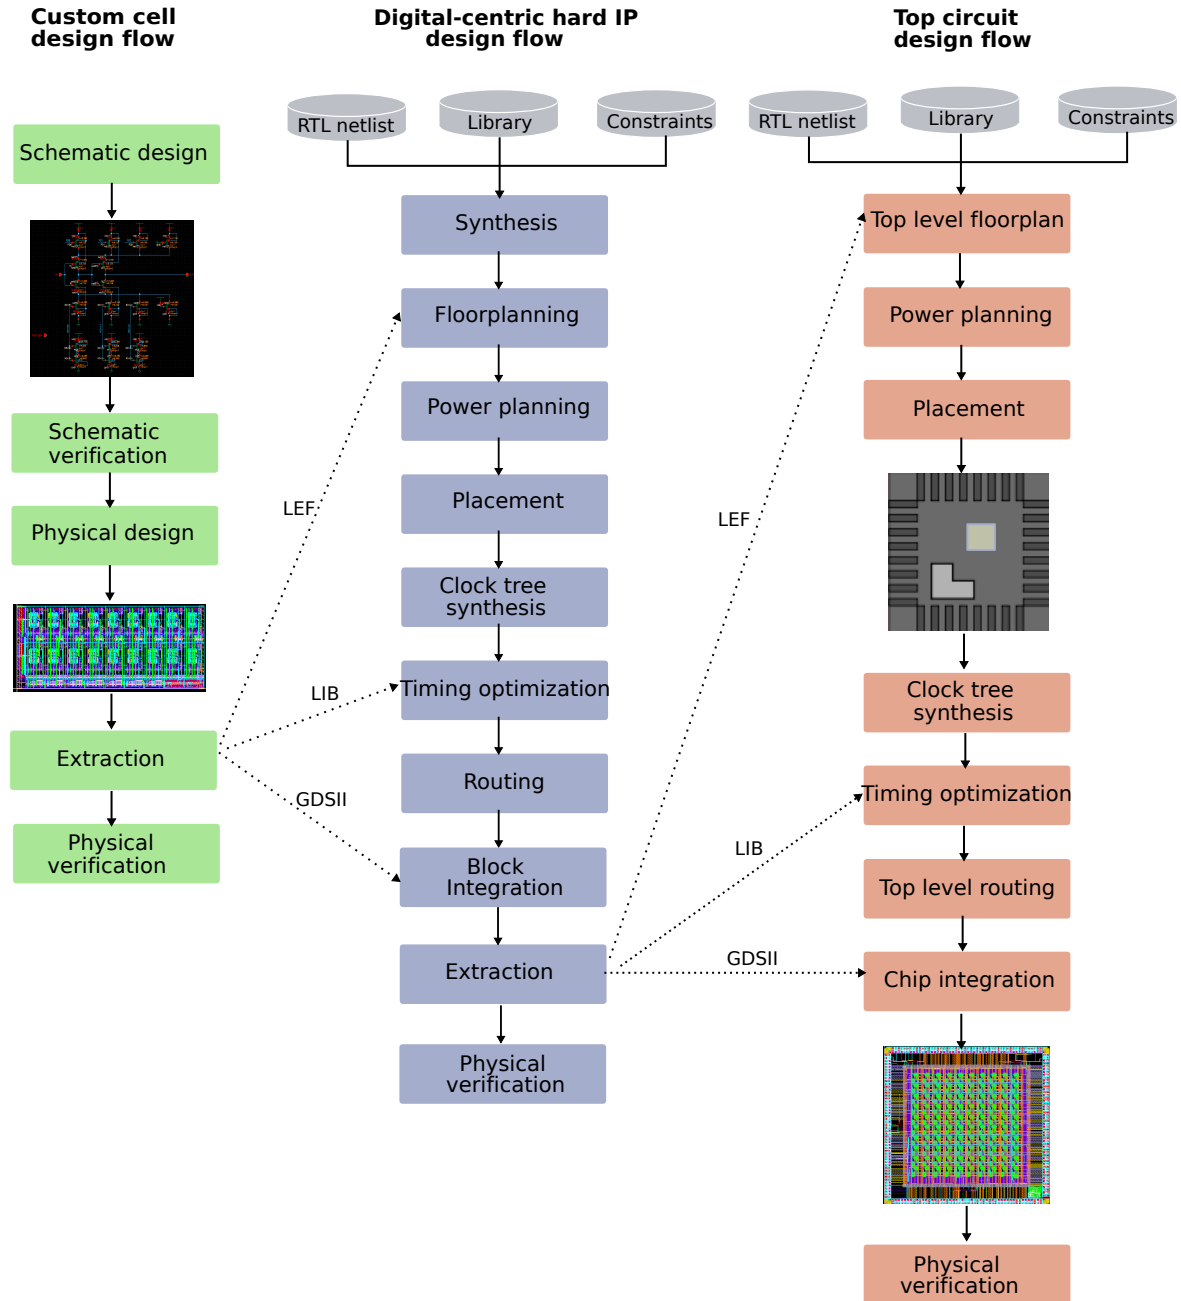 Custom cell
design flow
Schematic design
Schematic
verification
Physical design
Extraction
Physical
verification
Digital-centric hard IP
design flow
RTL netlist
Library
Constraints
Synthesis
Floorplanning
Power planning
Placement
Clock tree
synthesis
Timing optimization
Routing
Block
Integration
Extraction
Physical
verification
LEF
LIB
GDSII
Top circuit
design flow
RTL netlist
Library
Constraints
Top level floorplan
Power planning
Placement
Clock tree
synthesis
Timing optimization
Top level routing
Chip integration
Physical
verification
LEF
LIB
GDSII